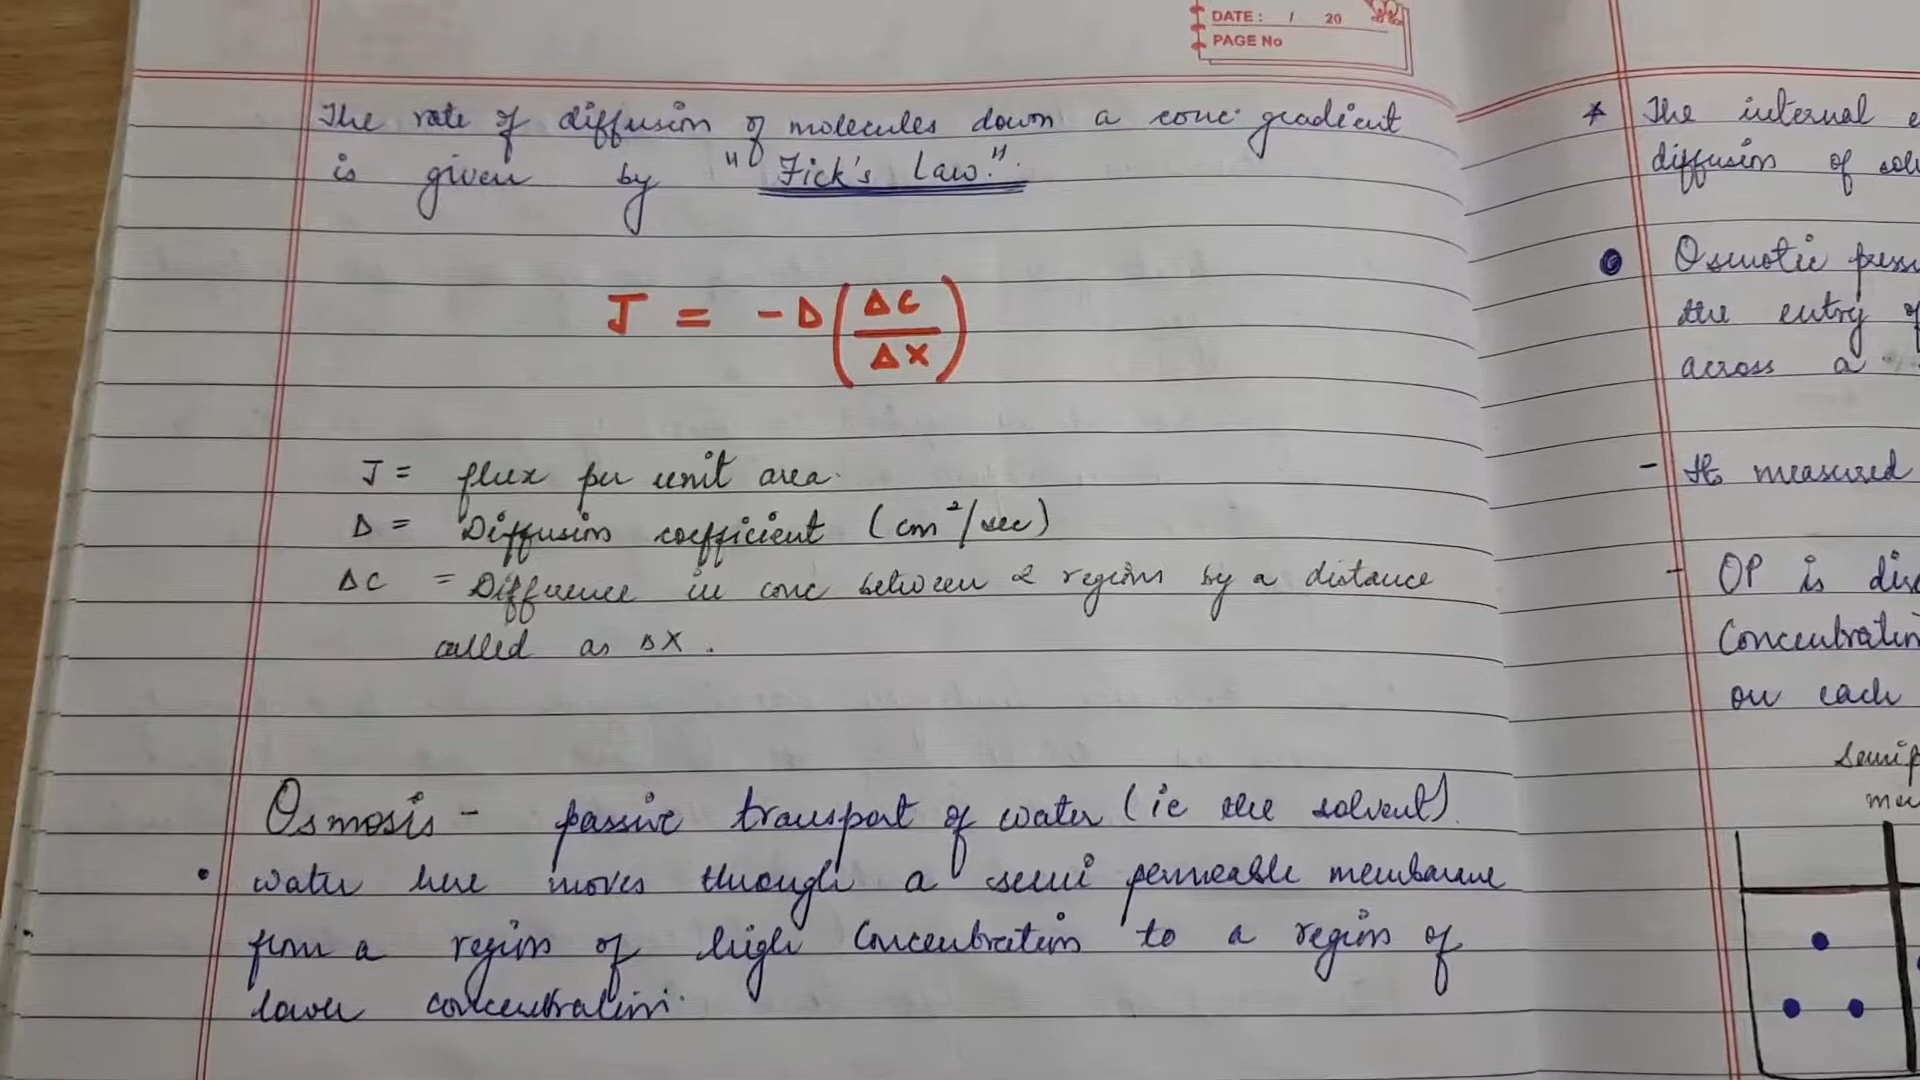 DATE: / 20
PAGE No
The rate of diffusion of molecules down a conc. gradient
is given by "Fick's Law."
J = -D(ΔC/ΔX)
J = flux per unit area.
D = Diffusion coefficient (cm²/sec)
ΔC = Difference in conc between 2 regions by a distance
called as ΔX.
Osmosis - passive transport of water (ie the solvent).
• water here moves through a semi permeable membrane
from a region of high concentration to a region of
lower concentration.
* The internal
diffusion of
• Osmotic
the entry of
across a
- Its measured
- OP is
Concentration
on each